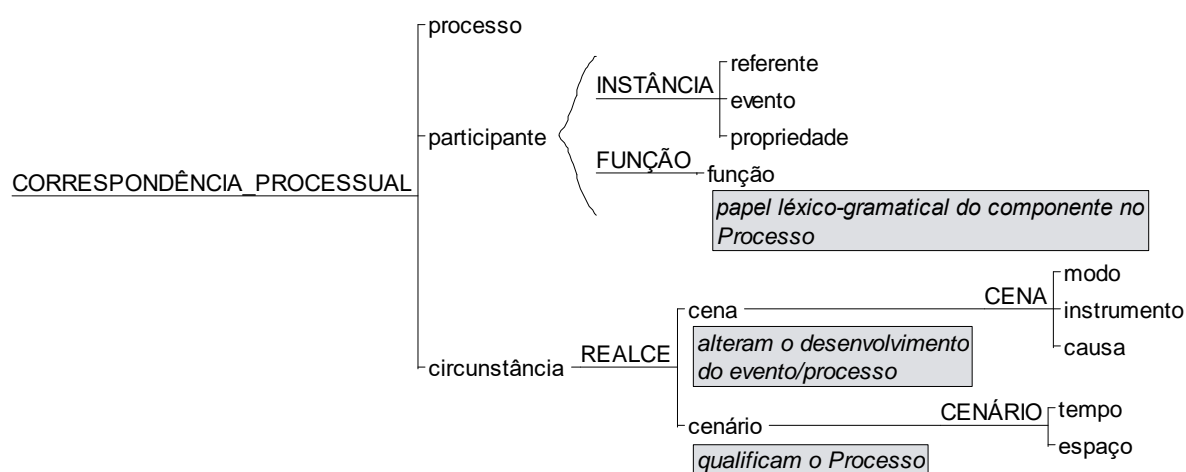 processo
referente
INSTÂNCIA
evento
participante
propriedade
FUNÇÃO
função
CORRESPONDÊNCIA_PROCESSUAL
papel léxico-gramatical do componente no
Processo
modo
cena
CENA
instrumento
alteram o desenvolvimento
do evento/processo
causa
circunstância
REALCE
cenário
CENÁRIO
tempo
espaço
qualificam o Processo